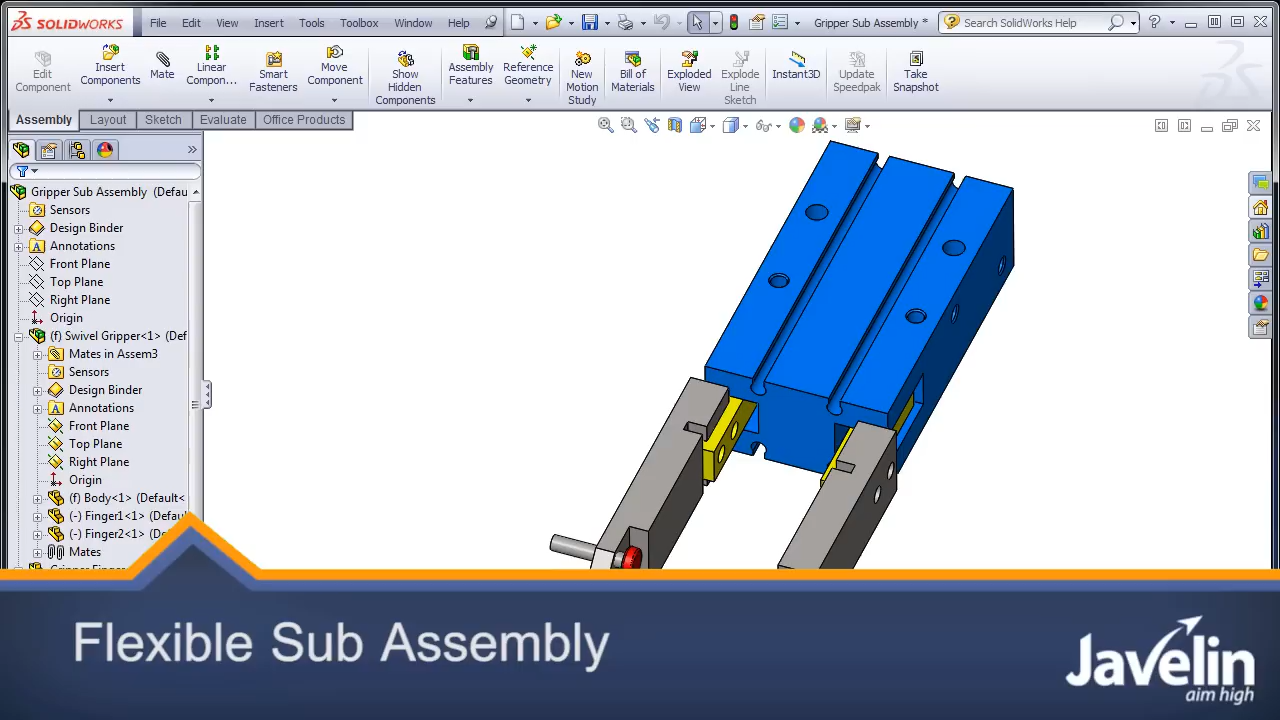 SOLIDWORKS File Edit View Insert Tools Toolbox Window Help Gripper Sub Assembly * Search SolidWorks Help
Edit Component
Insert Components
Mate
Linear Compon...
Smart Fasteners
Move Component
Show Hidden Components
Assembly Features
Reference Geometry
New Motion Study
Bill of Materials
Exploded View
Explode Line Sketch
Instant3D
Update Speedpak
Take Snapshot
Assembly Layout Sketch Evaluate Office Products
Gripper Sub Assembly (Defau
Sensors
Design Binder
Annotations
Front Plane
Top Plane
Right Plane
Origin
(f) Swivel Gripper<1> (Def
Mates in Assem3
Sensors
Design Binder
Annotations
Front Plane
Top Plane
Right Plane
Origin
(f) Body<1> (Default<
(-) Finger1<1> (Defau
(-) Finger2<1> (Defau
Mates
Flexible Sub Assembly
Javelin
aim high